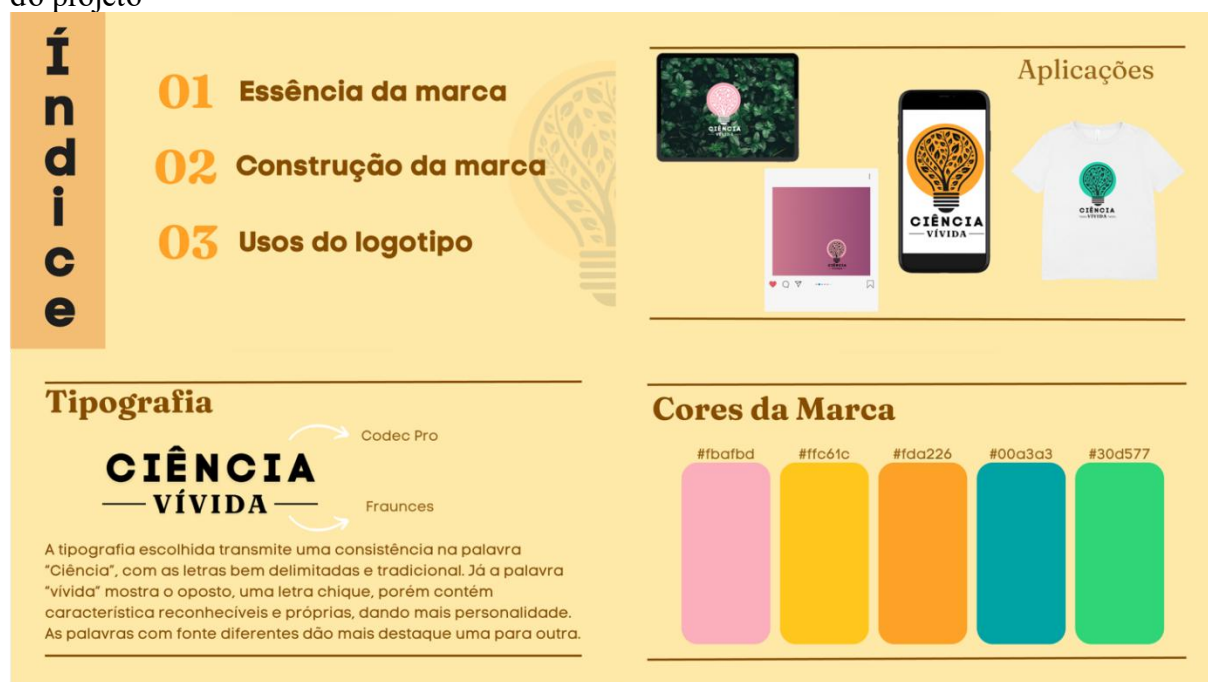 do projeto
Índice
01 Essência da marca
02 Construção da marca
03 Usos do logotipo
Aplicações
CIÊNCIA
VÍVIDA
CIÊNCIA
VÍVIDA
CIÊNCIA
VÍVIDA
Tipografia
Codec Pro
CIÊNCIA
VÍVIDA
Fraunces
A tipografia escolhida transmite uma consistência na palavra
“Ciência”, com as letras bem delimitadas e tradicional. Já a palavra
“vívida” mostra o oposto, uma letra chique, porém contém
característica reconhecíveis e próprias, dando mais personalidade.
As palavras com fonte diferentes dão mais destaque uma para outra.
Cores da Marca
#fbafbd #ffc61c #fda226 #00a3a3 #30d577